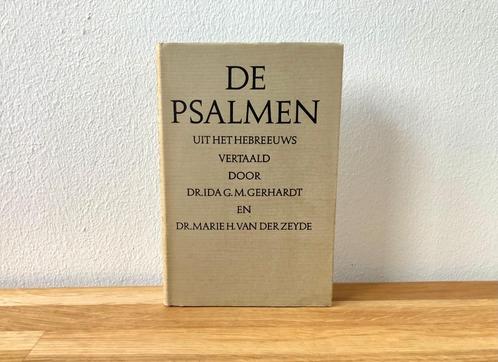 DE
PSALMEN
UIT HET HEBREEUWS
VERTAALD
DOOR
DR. IDA G. M. GERHARDT
EN
DR. MARIE H. VAN DER ZEYDE